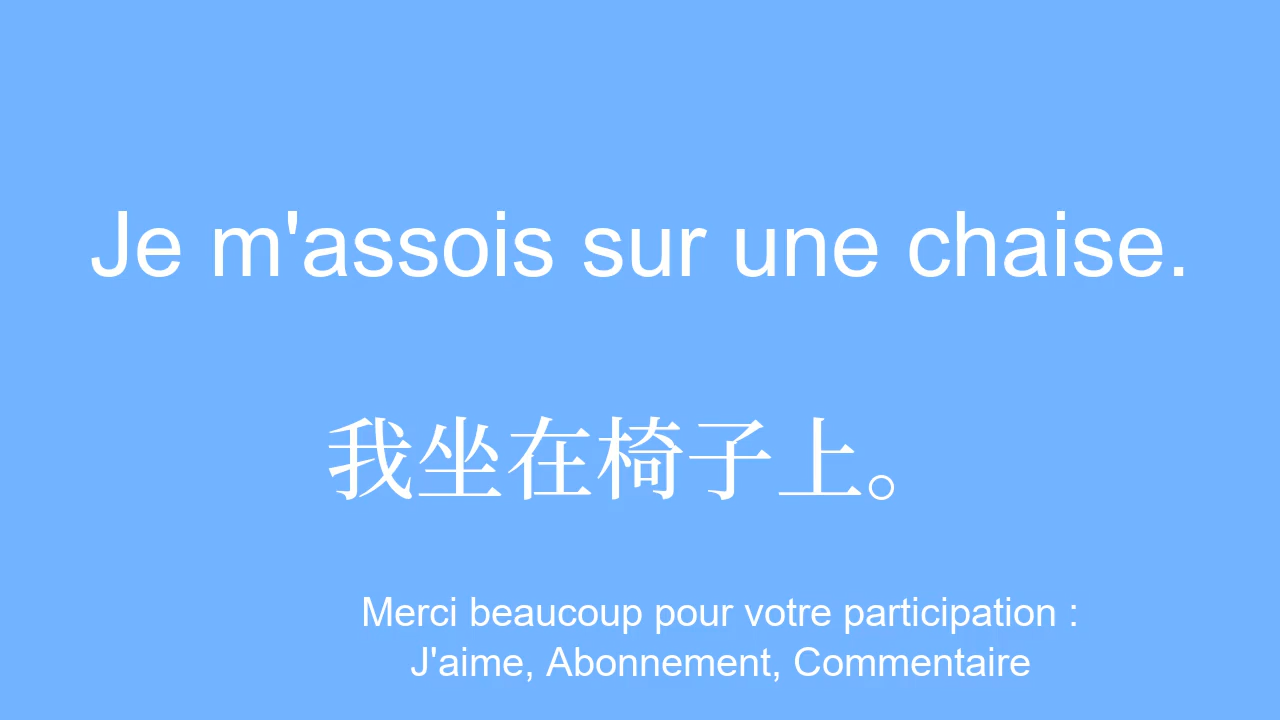 Je m'assois sur une chaise.
我坐在椅子上。
Merci beaucoup pour votre participation :
J'aime, Abonnement, Commentaire